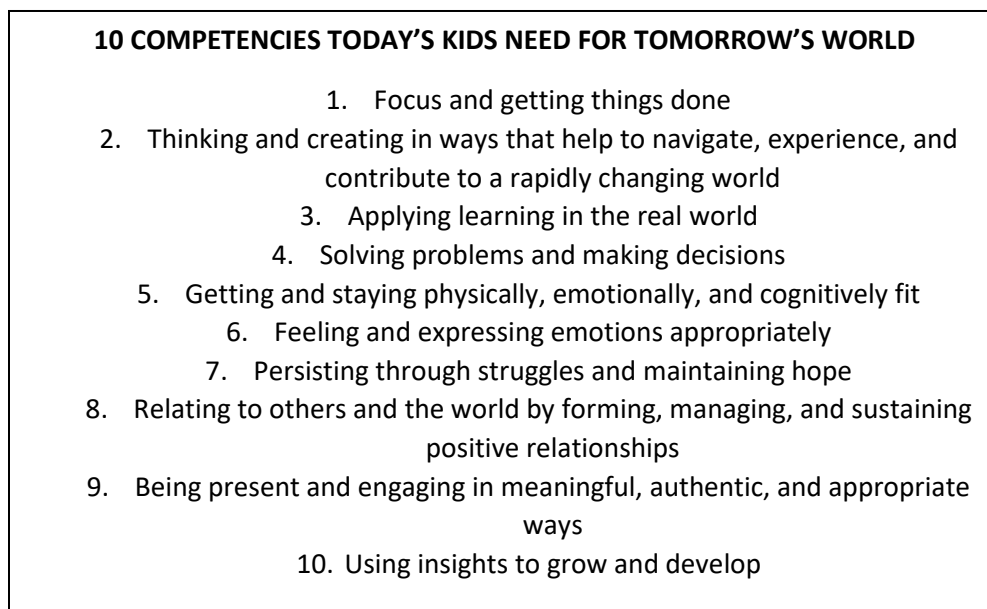 10 COMPETENCIES TODAY’S KIDS NEED FOR TOMORROW’S WORLD
1. Focus and getting things done
2. Thinking and creating in ways that help to navigate, experience, and
contribute to a rapidly changing world
3. Applying learning in the real world
4. Solving problems and making decisions
5. Getting and staying physically, emotionally, and cognitively fit
6. Feeling and expressing emotions appropriately
7. Persisting through struggles and maintaining hope
8. Relating to others and the world by forming, managing, and sustaining
positive relationships
9. Being present and engaging in meaningful, authentic, and appropriate
ways
10. Using insights to grow and develop